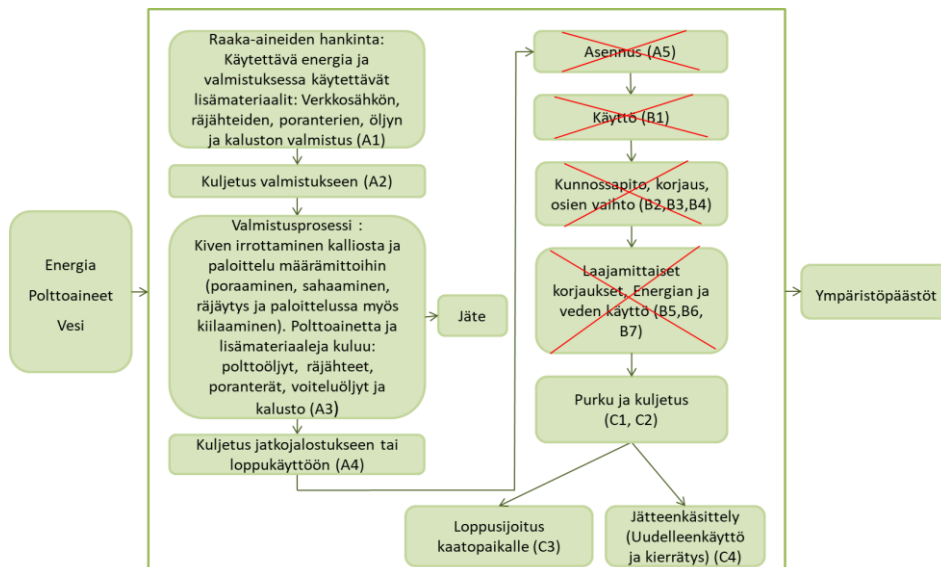 Energia
Polttoaineet
Vesi
Raaka-aineiden hankinta:
Käytettävä energia ja
valmistuksessa käytettävät
lisämateriaalit: Verkkosähkön,
räjähteiden, poranterien, öljyn
ja kaluston valmistus (A1)
Kuljetus valmistukseen (A2)
Valmistusprosessi :
Kiven irrottaminen kalliosta ja
paloittelu määrämittoihin
(poraaminen, sahaaminen,
räjäytys ja paloittelussa myös
kiilaaminen). Polttoainetta ja
lisämateriaaleja kuluu:
polttoöljyt, räjähteet,
poranterät, voiteluöljyt ja
kalusto (A3)
Jäte
Kuljetus jatkojalostukseen tai
loppukäyttöön (A4)
Asennus (A5)
Käyttö (B1)
Kunnossapito, korjaus,
osien vaihto (B2,B3,B4)
Laajamittaiset
korjaukset, Energian ja
veden käyttö (B5,B6,
B7)
Purku ja kuljetus
(C1, C2)
Loppusijoitus
kaatopaikalle (C3)
Jätteenkäsittely
(Uudelleenkäyttö
ja kierrätys) (C4)
Ympäristöpäästöt